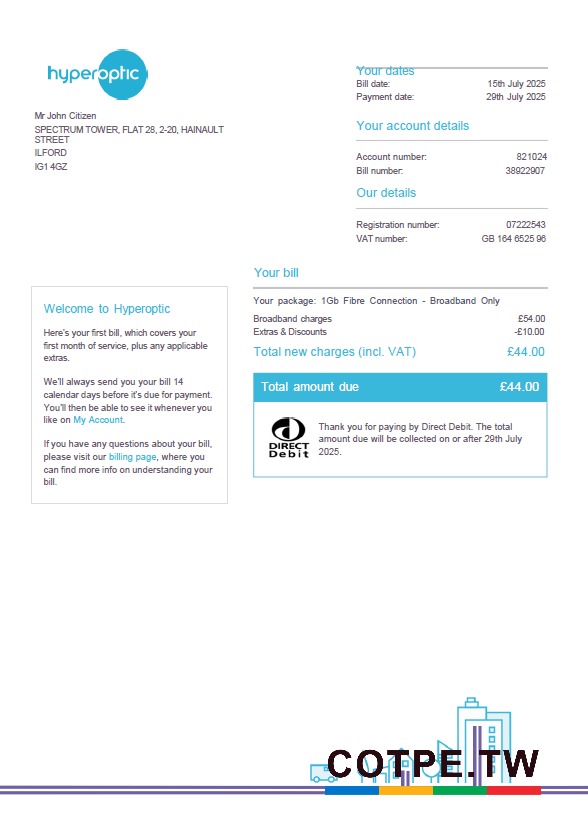 hyperoptic
Mr John Citizen
SPECTRUM TOWER, FLAT 28, 2-20, HAINAULT
STREET
ILFORD
IG1 4GZ
Your dates
Bill date: 15th July 2025
Payment date: 29th July 2025
Your account details
Account number: 821024
Bill number: 38922907
Our details
Registration number: 07222543
VAT number: GB 164 6525 96
Welcome to Hyperoptic
Here's your first bill, which covers your
first month of service, plus any applicable
extras.
We'll always send you your bill 14
calendar days before it's due for payment.
You'll then be able to see it whenever you
like on My Account.
If you have any questions about your bill,
please visit our billing page, where you
can find more info on understanding your
bill.
Your bill
Your package: 1Gb Fibre Connection - Broadband Only
Broadband charges £54.00
Extras & Discounts -£10.00
Total new charges (incl. VAT) £44.00
Total amount due £44.00
DIRECT
Debit
Thank you for paying by Direct Debit. The total
amount due will be collected on or after 29th July
2025.
COTPE.TW